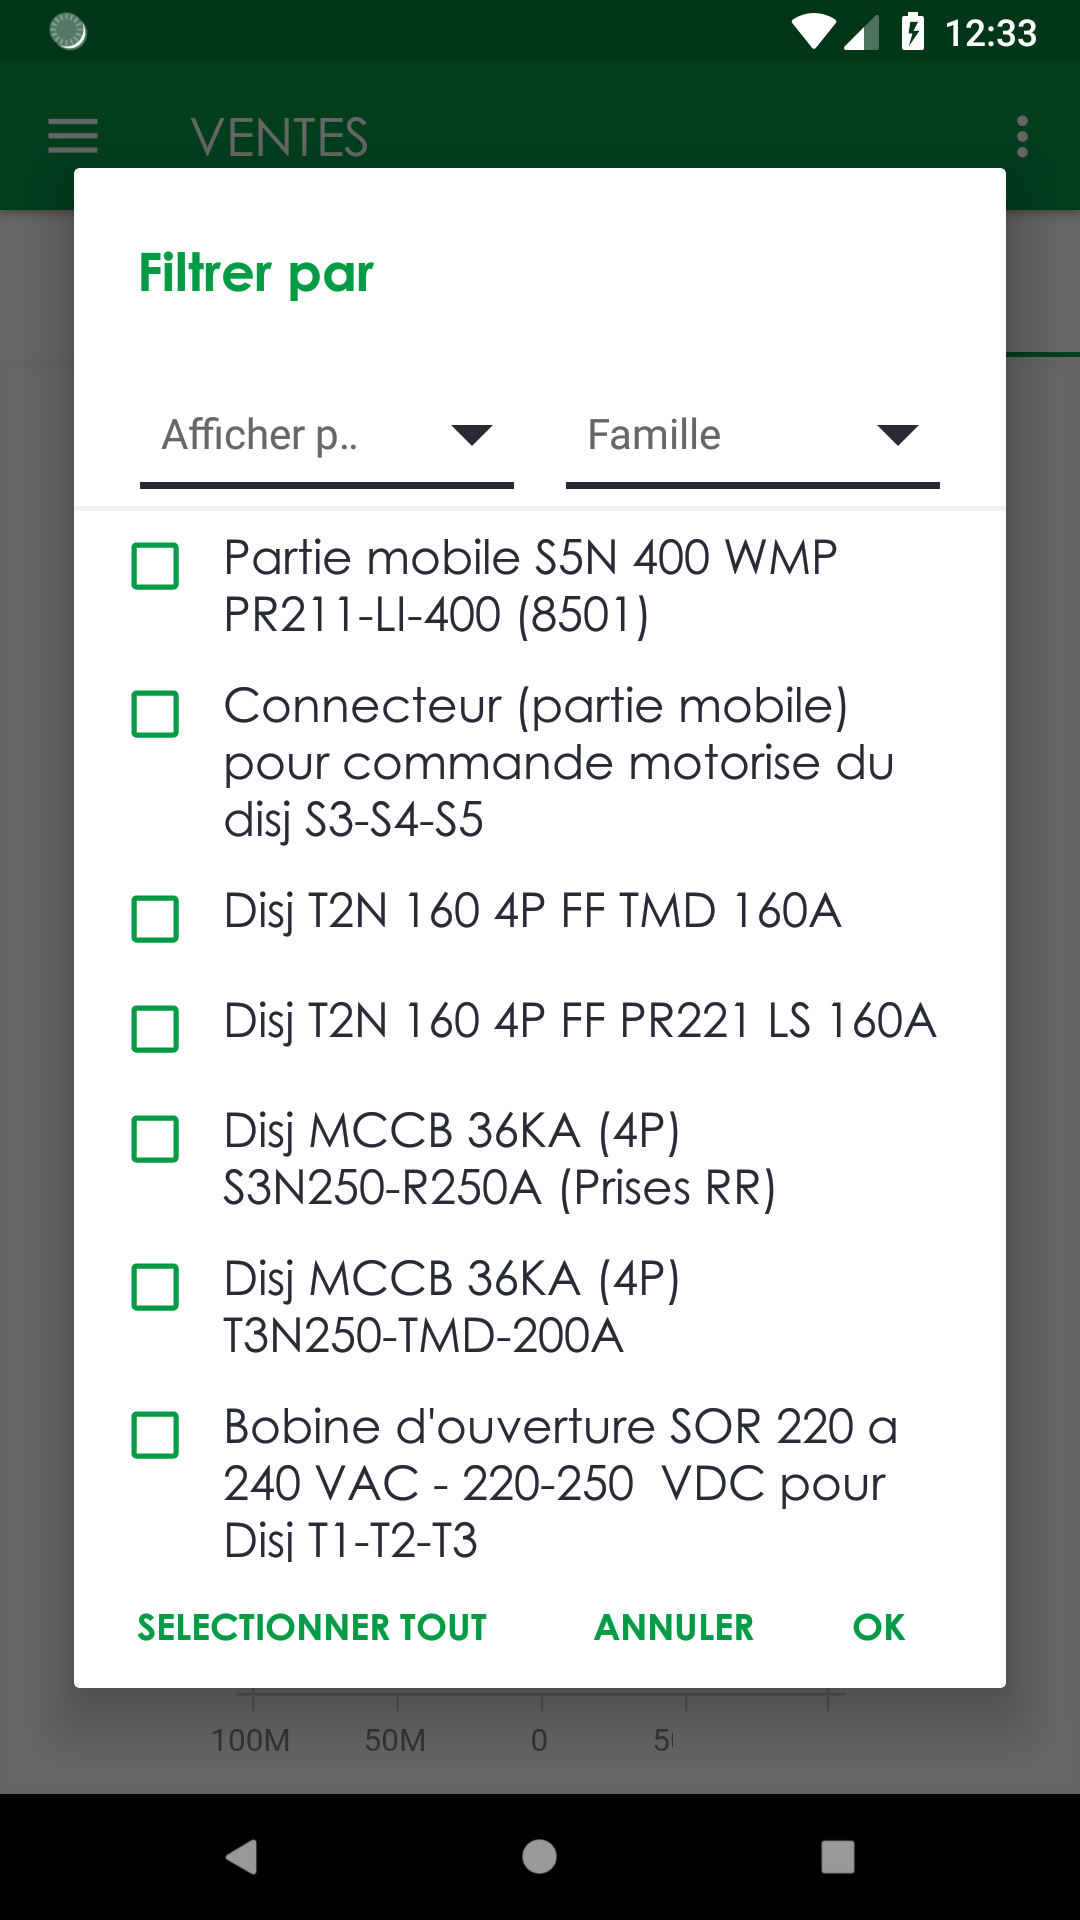 12:33
VENTES
Filtrer par
Afficher p..
Famille
Partie mobile S5N 400 WMP
PR211-LI-400 (8501)
Connecteur (partie mobile)
pour commande motorise du
disj S3-S4-S5
Disj T2N 160 4P FF TMD 160A
Disj T2N 160 4P FF PR221 LS 160A
Disj MCCB 36KA (4P)
S3N250-R250A (Prises RR)
Disj MCCB 36KA (4P)
T3N250-TMD-200A
Bobine d'ouverture SOR 220 a
240 VAC - 220-250  VDC pour
Disj T1-T2-T3
SELECTIONNER TOUT ANNULER OK
100M 50M 0